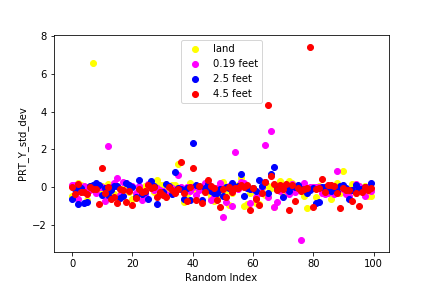 land
0.19 feet
2.5 feet
4.5 feet
PRT_Y_std_dev
8
6
4
2
0
−2
0
20
40
60
80
100
Random Index